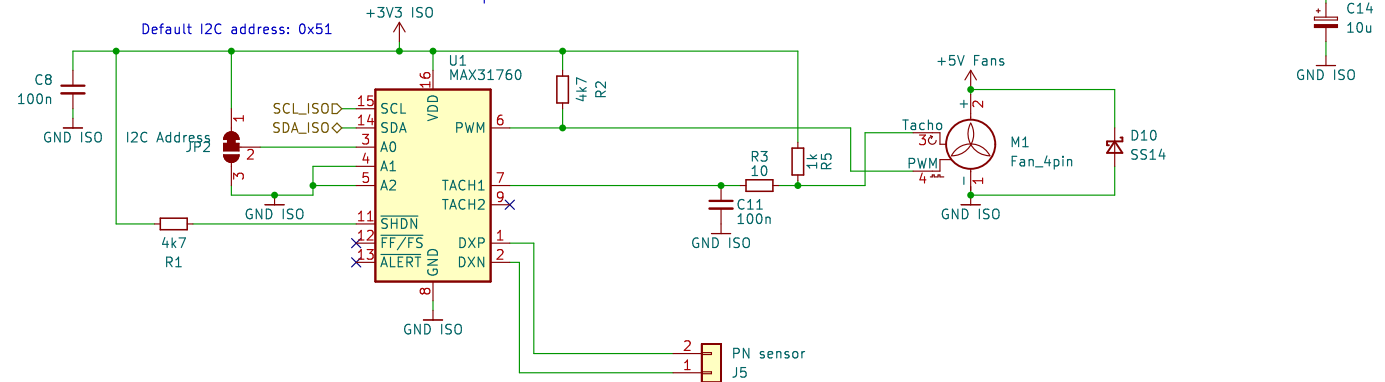 +3V3 ISO
Default I2C address: 0x51
C14
10u
GND ISO
C8
100n
GND ISO
U1
MAX31760
16
VDD
SCL_ISO
15
SCL
SDA_ISO
14
SDA
3
A0
4
A1
5
A2
11
SHDN
12
FF/FS
13
ALERT
GND
8
GND ISO
PWM
6
TACH1
7
TACH2
9
DXP
1
DXN
2
I2C Address
JP2
1
2
3
GND ISO
4k7
R1
4k7
R2
R3
10
1k
R5
C11
100n
GND ISO
+5V Fans
+
2
Tacho
3
PWM
4
M1
Fan_4pin
-
1
GND ISO
D10
SS14
2
PN sensor
1
J5